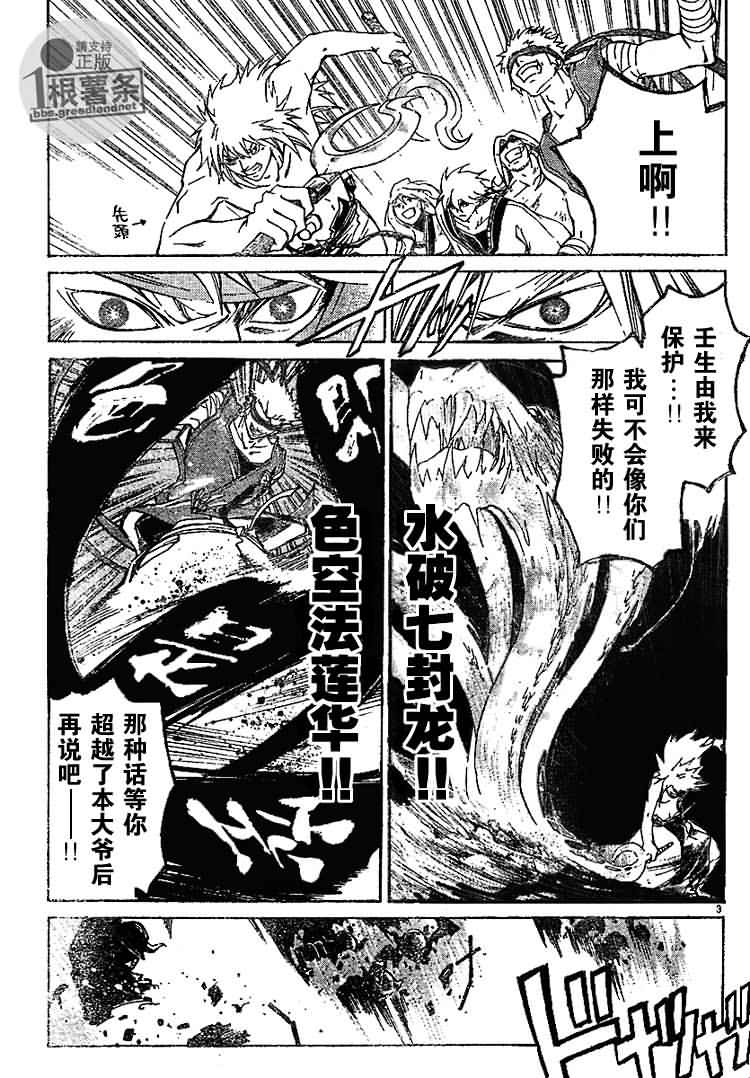 請支持
正版
1根薯条
bbs.greedland.net
上啊!!
先頭→
壬生由我来
保护…!!
我可不会像你们
那样失败的!!
水破七封龙!!
色空法莲华!!
那种话等你
超越了本大爷后
再说吧——!!
3